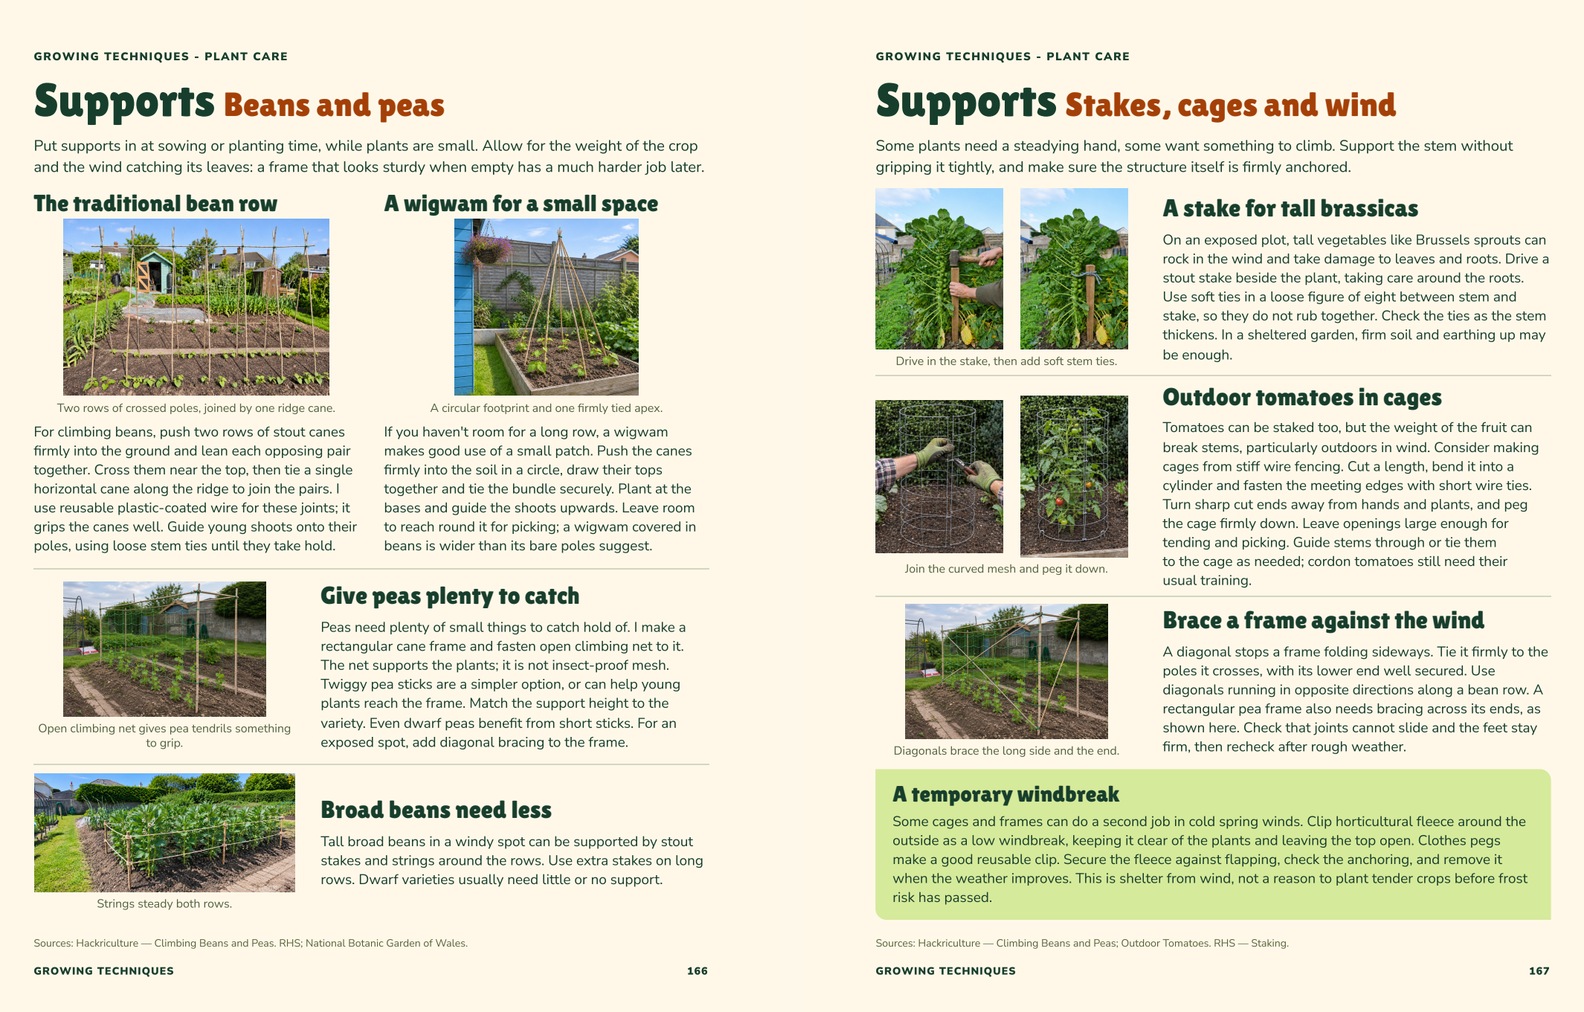 GROWING TECHNIQUES - PLANT CARE
Supports Beans and peas
Put supports in at sowing or planting time, while plants are small. Allow for the weight of the crop
and the wind catching its leaves: a frame that looks sturdy when empty has a much harder job later.
The traditional bean row
Two rows of crossed poles, joined by one ridge cane.
For climbing beans, push two rows of stout canes
firmly into the ground and lean each opposing pair
together. Cross them near the top, then tie a single
horizontal cane along the ridge to join the pairs. I
use reusable plastic-coated wire for these joints; it
grips the canes well. Guide young shoots onto their
poles, using loose stem ties until they take hold.
A wigwam for a small space
A circular footprint and one firmly tied apex.
If you haven't room for a long row, a wigwam
makes good use of a small patch. Push the canes
firmly into the soil in a circle, draw their tops
together and tie the bundle securely. Plant at the
bases and guide the shoots upwards. Leave room
to reach round it for picking; a wigwam covered in
beans is wider than its bare poles suggest.
Open climbing net gives pea tendrils something
to grip.
Give peas plenty to catch
Peas need plenty of small things to catch hold of. I make a
rectangular cane frame and fasten open climbing net to it.
The net supports the plants; it is not insect-proof mesh.
Twiggy pea sticks are a simpler option, or can help young
plants reach the frame. Match the support height to the
variety. Even dwarf peas benefit from short sticks. For an
exposed spot, add diagonal bracing to the frame.
Strings steady both rows.
Broad beans need less
Tall broad beans in a windy spot can be supported by stout
stakes and strings around the rows. Use extra stakes on long
rows. Dwarf varieties usually need little or no support.
Sources: Hackriculture — Climbing Beans and Peas. RHS; National Botanic Garden of Wales.
GROWING TECHNIQUES
166
GROWING TECHNIQUES - PLANT CARE
Supports Stakes, cages and wind
Some plants need a steadying hand, some want something to climb. Support the stem without
gripping it tightly, and make sure the structure itself is firmly anchored.
Drive in the stake, then add soft stem ties.
A stake for tall brassicas
On an exposed plot, tall vegetables like Brussels sprouts can
rock in the wind and take damage to leaves and roots. Drive a
stout stake beside the plant, taking care around the roots.
Use soft ties in a loose figure of eight between stem and
stake, so they do not rub together. Check the ties as the stem
thickens. In a sheltered garden, firm soil and earthing up may
be enough.
Join the curved mesh and peg it down.
Outdoor tomatoes in cages
Tomatoes can be staked too, but the weight of the fruit can
break stems, particularly outdoors in wind. Consider making
cages from stiff wire fencing. Cut a length, bend it into a
cylinder and fasten the meeting edges with short wire ties.
Turn sharp cut ends away from hands and plants, and peg
the cage firmly down. Leave openings large enough for
tending and picking. Guide stems through or tie them
to the cage as needed; cordon tomatoes still need their
usual training.
Diagonals brace the long side and the end.
Brace a frame against the wind
A diagonal stops a frame folding sideways. Tie it firmly to the
poles it crosses, with its lower end well secured. Use
diagonals running in opposite directions along a bean row. A
rectangular pea frame also needs bracing across its ends, as
shown here. Check that joints cannot slide and the feet stay
firm, then recheck after rough weather.
A temporary windbreak
Some cages and frames can do a second job in cold spring winds. Clip horticultural fleece around the
outside as a low windbreak, keeping it clear of the plants and leaving the top open. Clothes pegs
make a good reusable clip. Secure the fleece against flapping, check the anchoring, and remove it
when the weather improves. This is shelter from wind, not a reason to plant tender crops before frost
risk has passed.
Sources: Hackriculture — Climbing Beans and Peas; Outdoor Tomatoes. RHS — Staking.
GROWING TECHNIQUES
167